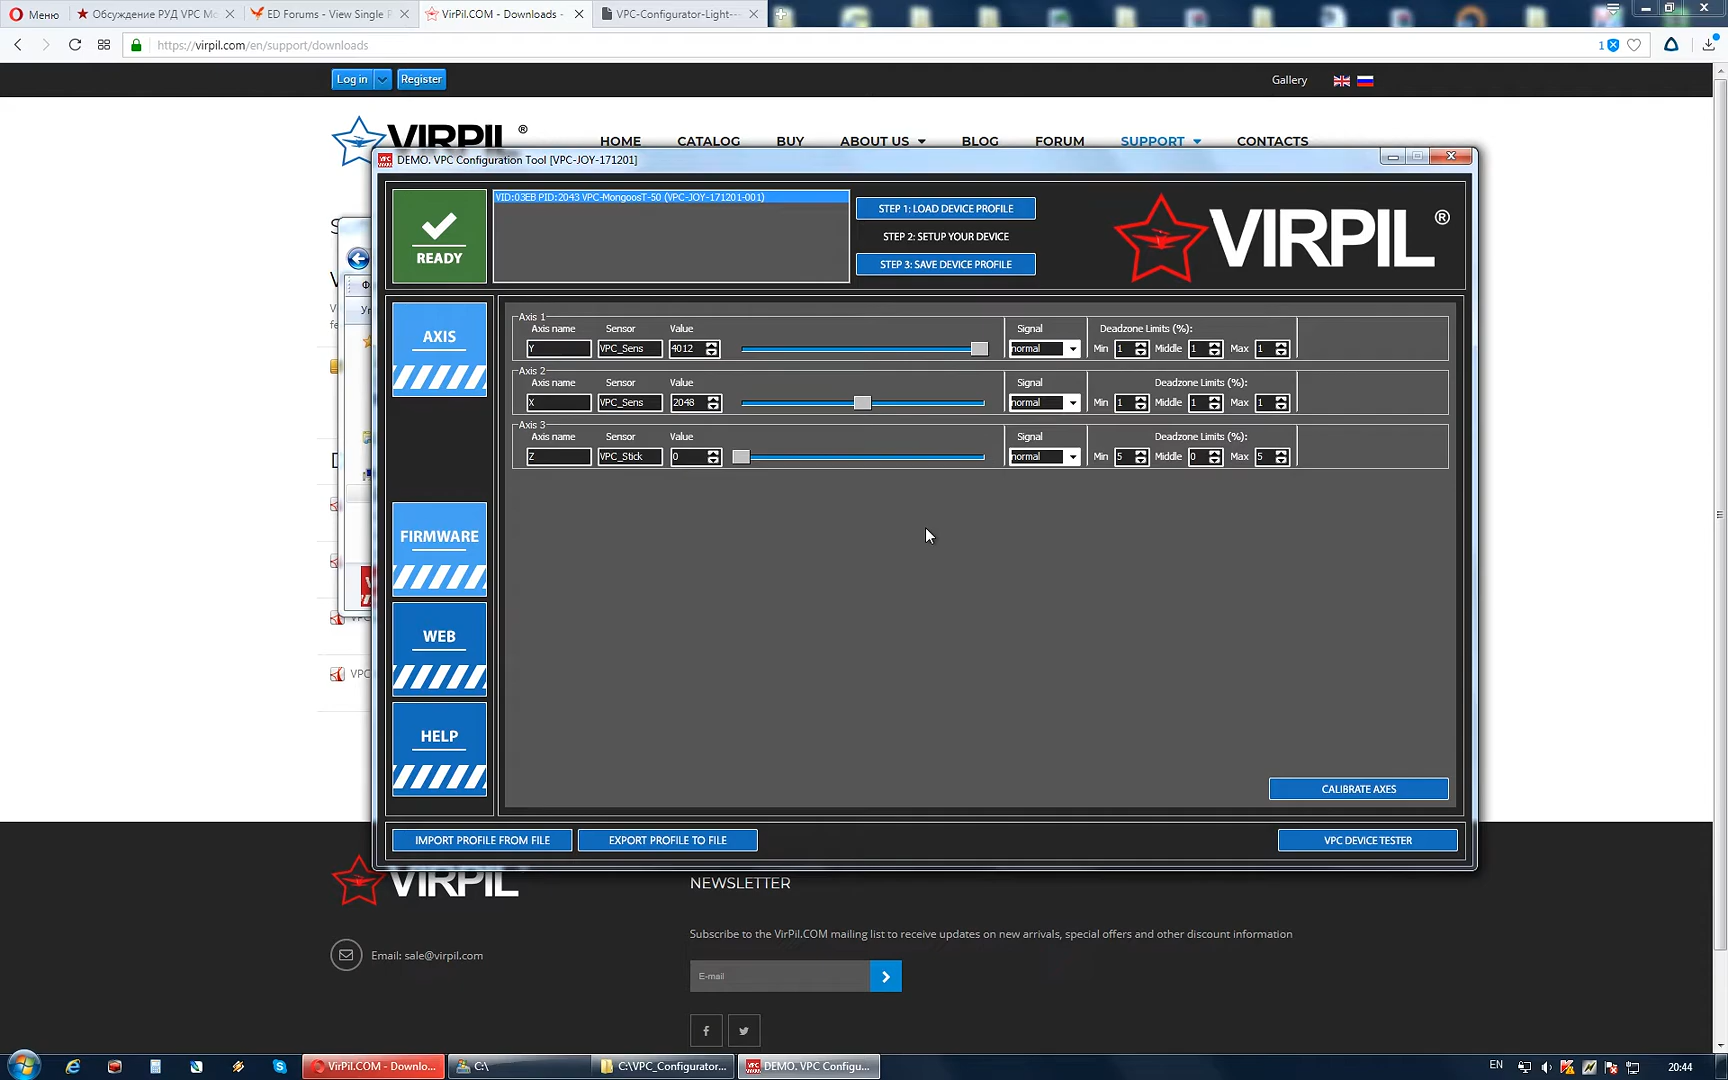 Меню
Обсуждение РУД VPC Mo
ED Forums - View Single P
VirPil.COM - Downloads -
VPC-Configurator-Light--
https://virpil.com/en/support/downloads
1
Log in
Register
Gallery
VIRPIL ®
HOME
CATALOG
BUY
ABOUT US
BLOG
FORUM
SUPPORT
CONTACTS
DEMO. VPC Configuration Tool [VPC-JOY-171201]
READY
VID:03EB PID:2043 VPC-MongoosT-50 (VPC-JOY-171201-001)
STEP 1: LOAD DEVICE PROFILE
STEP 2: SETUP YOUR DEVICE
STEP 3: SAVE DEVICE PROFILE
VIRPIL ®
AXIS
FIRMWARE
WEB
HELP
Axis 1
Axis name Sensor Value Signal Deadzone Limits (%):
Y VPC_Sens 4012 normal Min 1 Middle 1 Max 1
Axis 2
Axis name Sensor Value Signal Deadzone Limits (%):
X VPC_Sens 2048 normal Min 1 Middle 1 Max 1
Axis 3
Axis name Sensor Value Signal Deadzone Limits (%):
Z VPC_Stick 0 normal Min 5 Middle 0 Max 5
VPC
CALIBRATE AXES
IMPORT PROFILE FROM FILE
EXPORT PROFILE TO FILE
VPC DEVICE TESTER
VIRPIL
NEWSLETTER
Subscribe to the VirPil.COM mailing list to receive updates on new arrivals, special offers and other discount information
Email: sale@virpil.com
E-mail
VirPil.COM - Downlo...
C:\
C:\VPC_Configurator...
DEMO. VPC Configu...
EN
20:44